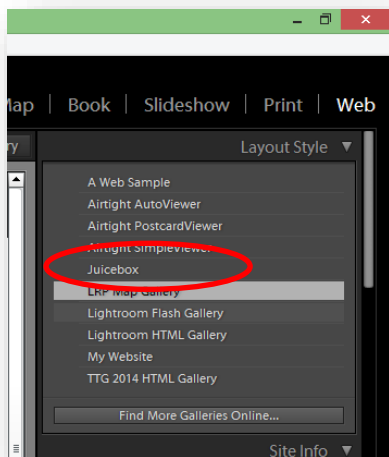 Map | Book | Slideshow | Print | Web
ry
Layout Style
A Web Sample
Airtight AutoViewer
Airtight PostcardViewer
Airtight SimpleViewer
Juicebox
LRP Map Gallery
Lightroom Flash Gallery
Lightroom HTML Gallery
My Website
TTG 2014 HTML Gallery
Find More Galleries Online...
Site Info